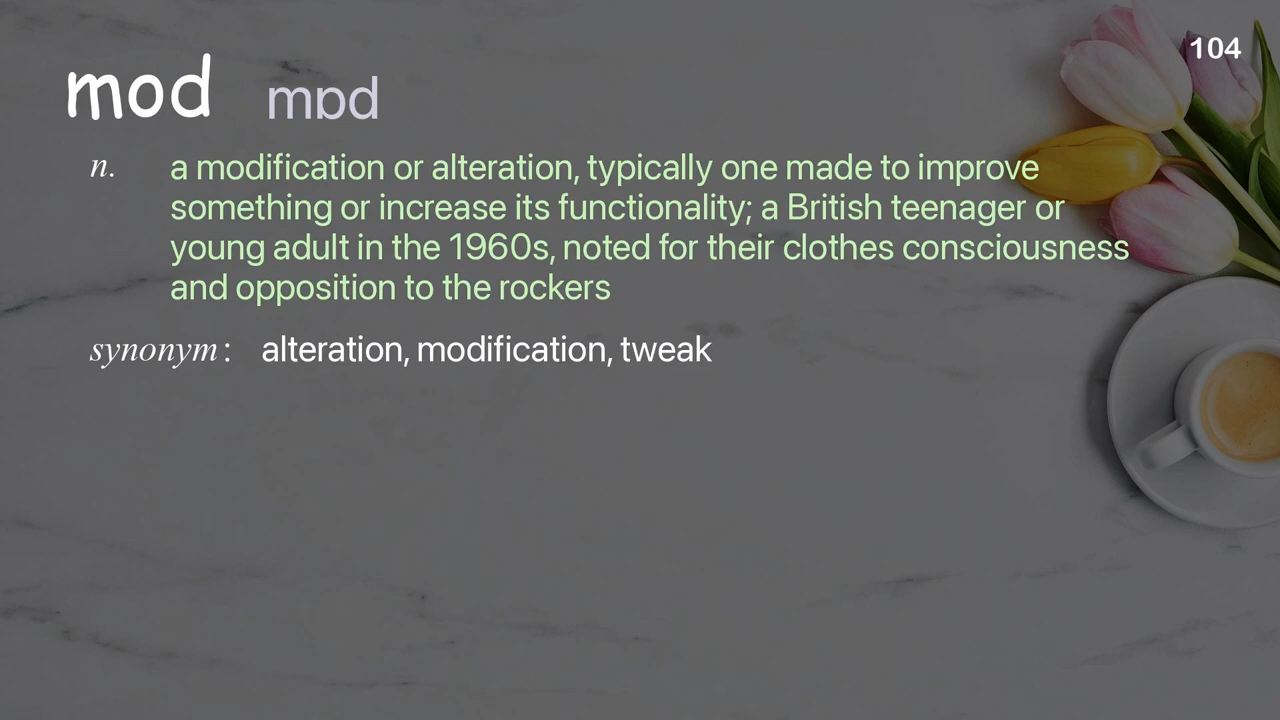 104
mod mɒd
n. a modification or alteration, typically one made to improve
something or increase its functionality; a British teenager or
young adult in the 1960s, noted for their clothes consciousness
and opposition to the rockers
synonym: alteration, modification, tweak